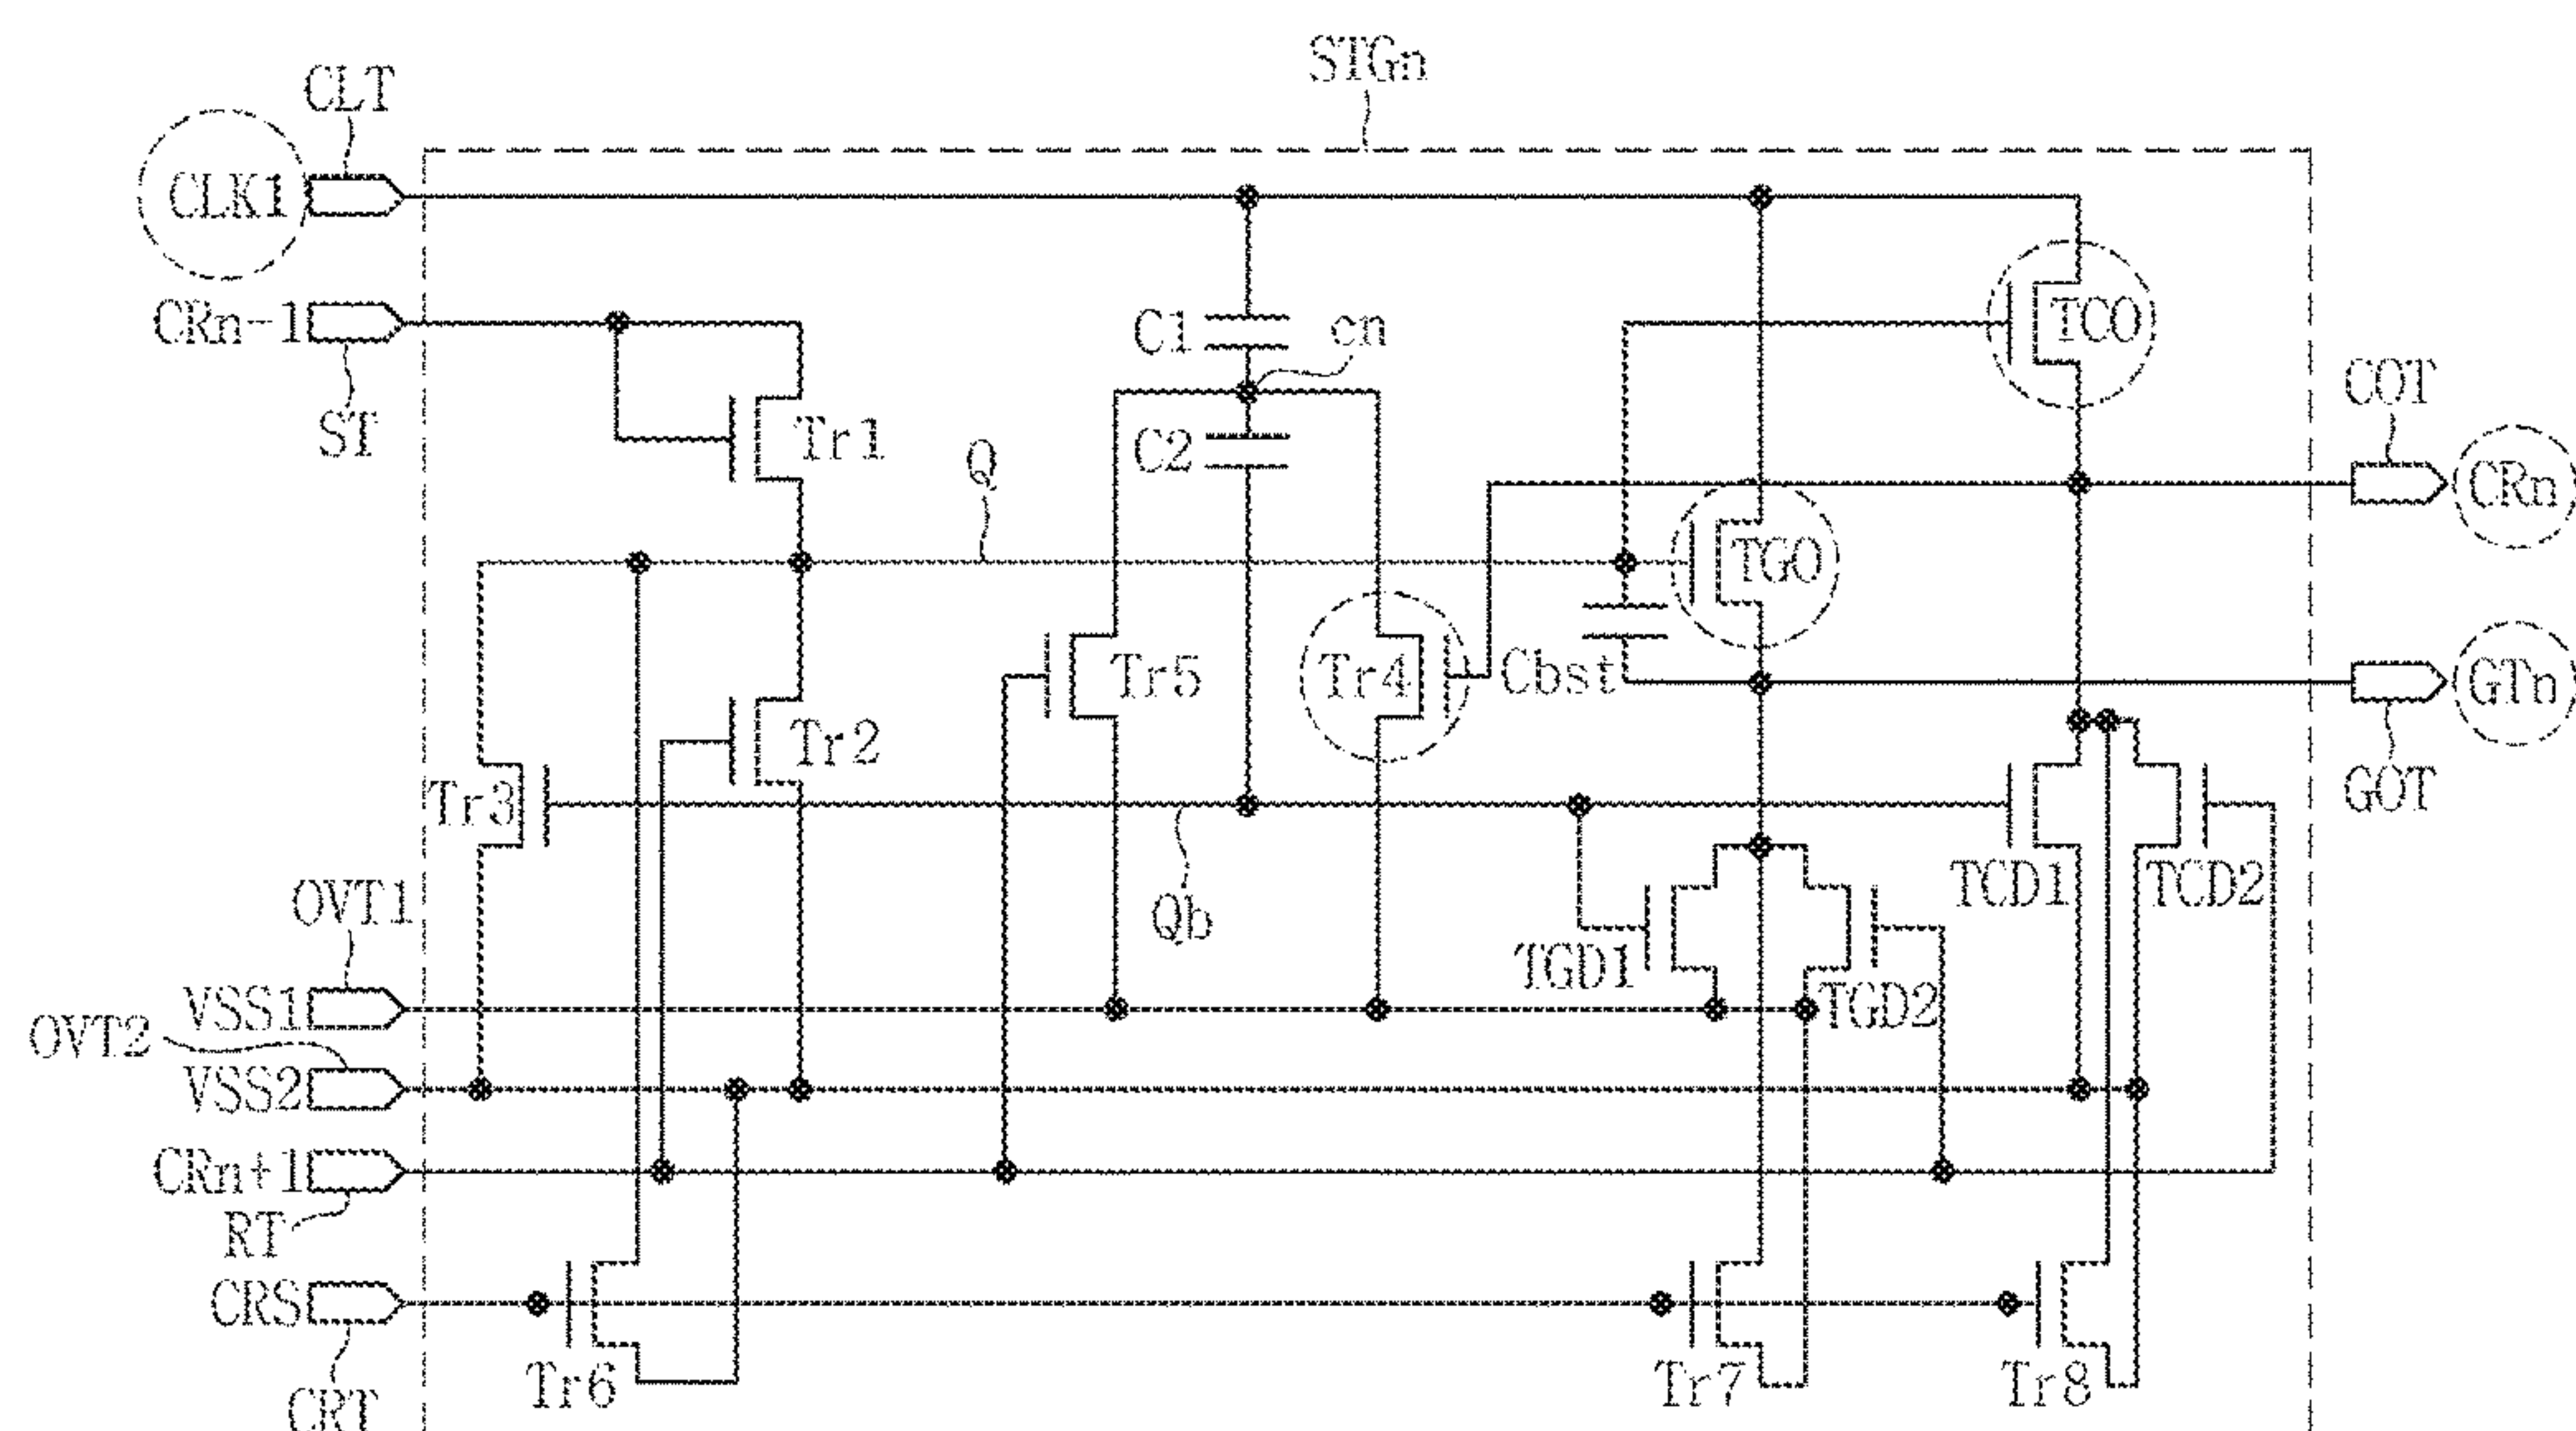 STGn
CLT
CLK1
CRn-1
ST
C1
cn
TCO
COT
Tr1
Q
C2
CRn
TGO
Tr5
Tr4
Cbst
GTn
Tr2
Tr3
GOT
OVT1
Qb
TCD1
TCD2
TGD1
VSS1
TGD2
OVT2
VSS2
CRn+1
RT
CRS
Tr6
Tr7
Tr8
CRT